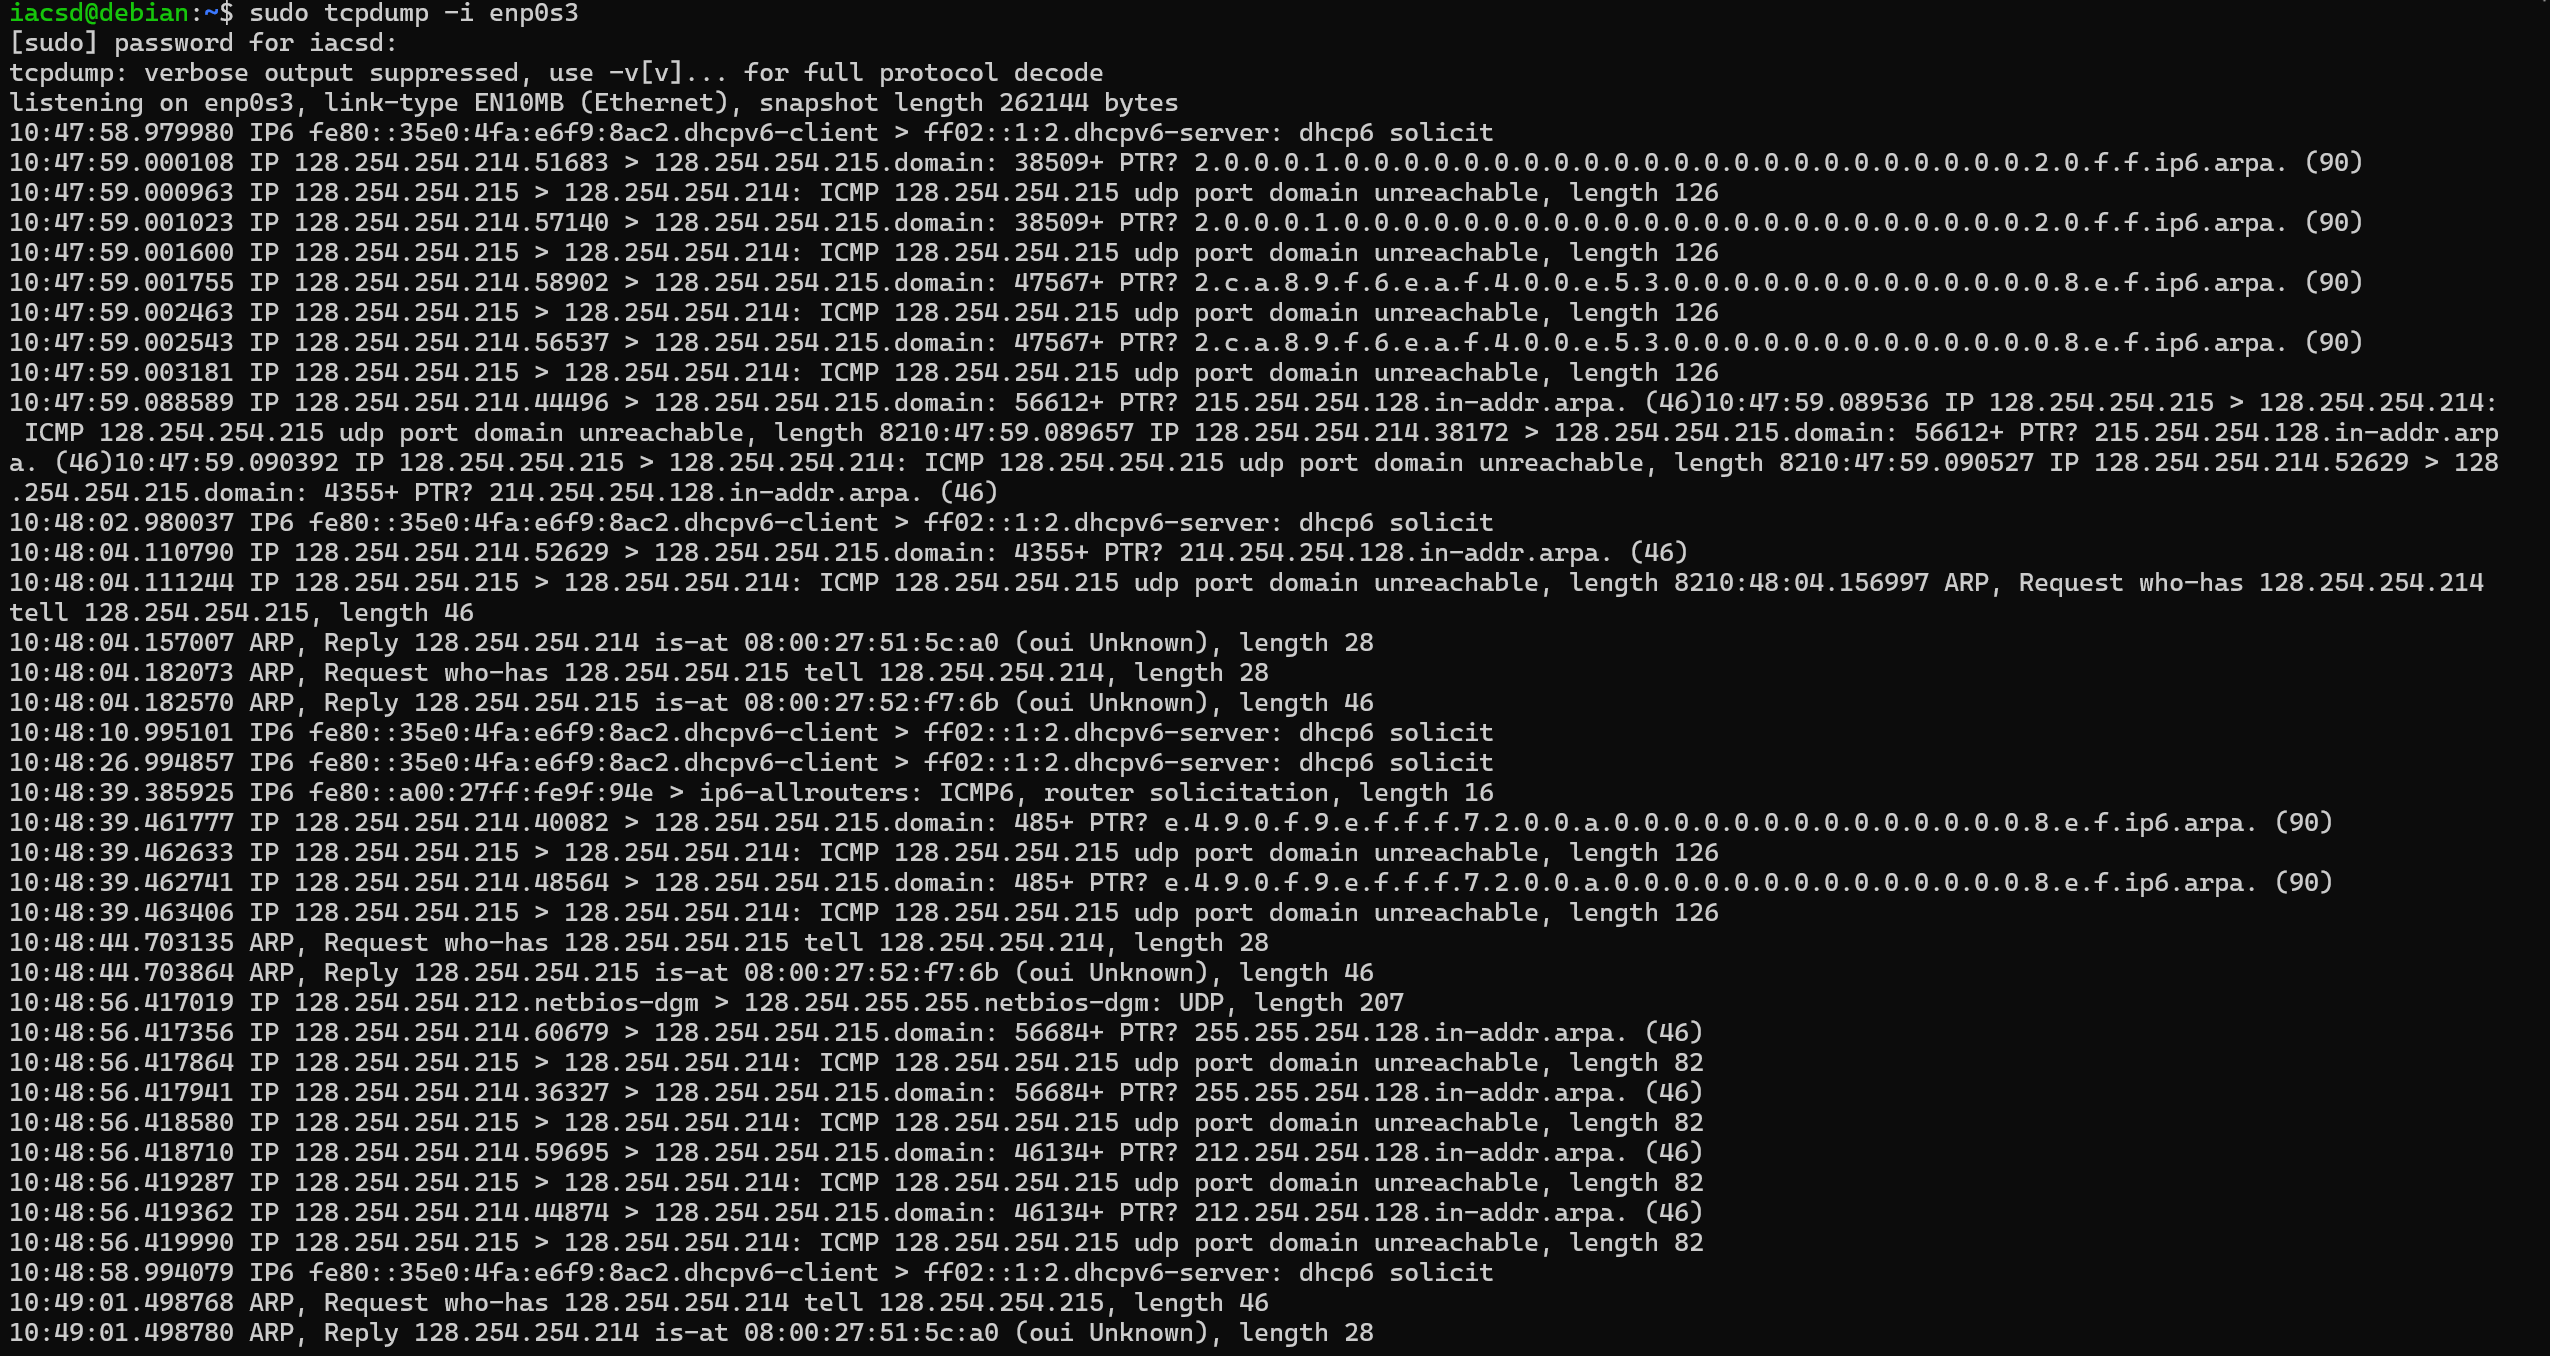 iacsd@debian:~$ sudo tcpdump -i enp0s3
[sudo] password for iacsd:
tcpdump: verbose output suppressed, use -v[v]... for full protocol decode
listening on enp0s3, link-type EN10MB (Ethernet), snapshot length 262144 bytes
10:47:58.979980 IP6 fe80::35e0:4fa:e6f9:8ac2.dhcpv6-client > ff02::1:2.dhcpv6-server: dhcp6 solicit
10:47:59.000108 IP 128.254.254.214.51683 > 128.254.254.215.domain: 38509+ PTR? 2.0.0.0.1.0.0.0.0.0.0.0.0.0.0.0.0.0.0.0.0.0.0.0.0.0.0.0.2.0.f.f.ip6.arpa. (90)
10:47:59.000963 IP 128.254.254.215 > 128.254.254.214: ICMP 128.254.254.215 udp port domain unreachable, length 126
10:47:59.001023 IP 128.254.254.214.57140 > 128.254.254.215.domain: 38509+ PTR? 2.0.0.0.1.0.0.0.0.0.0.0.0.0.0.0.0.0.0.0.0.0.0.0.0.0.0.0.2.0.f.f.ip6.arpa. (90)
10:47:59.001600 IP 128.254.254.215 > 128.254.254.214: ICMP 128.254.254.215 udp port domain unreachable, length 126
10:47:59.001755 IP 128.254.254.214.58902 > 128.254.254.215.domain: 47567+ PTR? 2.c.a.8.9.f.6.e.a.f.4.0.0.e.5.3.0.0.0.0.0.0.0.0.0.0.0.0.0.8.e.f.ip6.arpa. (90)
10:47:59.002463 IP 128.254.254.215 > 128.254.254.214: ICMP 128.254.254.215 udp port domain unreachable, length 126
10:47:59.002543 IP 128.254.254.214.56537 > 128.254.254.215.domain: 47567+ PTR? 2.c.a.8.9.f.6.e.a.f.4.0.0.e.5.3.0.0.0.0.0.0.0.0.0.0.0.0.0.8.e.f.ip6.arpa. (90)
10:47:59.003181 IP 128.254.254.215 > 128.254.254.214: ICMP 128.254.254.215 udp port domain unreachable, length 126
10:47:59.088589 IP 128.254.254.214.44496 > 128.254.254.215.domain: 56612+ PTR? 215.254.254.128.in-addr.arpa. (46)10:47:59.089536 IP 128.254.254.215 > 128.254.254.214:
 ICMP 128.254.254.215 udp port domain unreachable, length 8210:47:59.089657 IP 128.254.254.214.38172 > 128.254.254.215.domain: 56612+ PTR? 215.254.254.128.in-addr.arp
a. (46)10:47:59.090392 IP 128.254.254.215 > 128.254.254.214: ICMP 128.254.254.215 udp port domain unreachable, length 8210:47:59.090527 IP 128.254.254.214.52629 > 128
.254.254.215.domain: 4355+ PTR? 214.254.254.128.in-addr.arpa. (46)
10:48:02.980037 IP6 fe80::35e0:4fa:e6f9:8ac2.dhcpv6-client > ff02::1:2.dhcpv6-server: dhcp6 solicit
10:48:04.110790 IP 128.254.254.214.52629 > 128.254.254.215.domain: 4355+ PTR? 214.254.254.128.in-addr.arpa. (46)
10:48:04.111244 IP 128.254.254.215 > 128.254.254.214: ICMP 128.254.254.215 udp port domain unreachable, length 8210:48:04.156997 ARP, Request who-has 128.254.254.214
tell 128.254.254.215, length 46
10:48:04.157007 ARP, Reply 128.254.254.214 is-at 08:00:27:51:5c:a0 (oui Unknown), length 28
10:48:04.182073 ARP, Request who-has 128.254.254.215 tell 128.254.254.214, length 28
10:48:04.182570 ARP, Reply 128.254.254.215 is-at 08:00:27:52:f7:6b (oui Unknown), length 46
10:48:10.995101 IP6 fe80::35e0:4fa:e6f9:8ac2.dhcpv6-client > ff02::1:2.dhcpv6-server: dhcp6 solicit
10:48:26.994857 IP6 fe80::35e0:4fa:e6f9:8ac2.dhcpv6-client > ff02::1:2.dhcpv6-server: dhcp6 solicit
10:48:39.385925 IP6 fe80::a00:27ff:fe9f:94e > ip6-allrouters: ICMP6, router solicitation, length 16
10:48:39.461777 IP 128.254.254.214.40082 > 128.254.254.215.domain: 485+ PTR? e.4.9.0.f.9.e.f.f.f.7.2.0.0.a.0.0.0.0.0.0.0.0.0.0.0.0.0.0.8.e.f.ip6.arpa. (90)
10:48:39.462633 IP 128.254.254.215 > 128.254.254.214: ICMP 128.254.254.215 udp port domain unreachable, length 126
10:48:39.462741 IP 128.254.254.214.48564 > 128.254.254.215.domain: 485+ PTR? e.4.9.0.f.9.e.f.f.f.7.2.0.0.a.0.0.0.0.0.0.0.0.0.0.0.0.0.0.8.e.f.ip6.arpa. (90)
10:48:39.463406 IP 128.254.254.215 > 128.254.254.214: ICMP 128.254.254.215 udp port domain unreachable, length 126
10:48:44.703135 ARP, Request who-has 128.254.254.215 tell 128.254.254.214, length 28
10:48:44.703864 ARP, Reply 128.254.254.215 is-at 08:00:27:52:f7:6b (oui Unknown), length 46
10:48:56.417019 IP 128.254.254.212.netbios-dgm > 128.254.255.255.netbios-dgm: UDP, length 207
10:48:56.417356 IP 128.254.254.214.60679 > 128.254.254.215.domain: 56684+ PTR? 255.255.254.128.in-addr.arpa. (46)
10:48:56.417864 IP 128.254.254.215 > 128.254.254.214: ICMP 128.254.254.215 udp port domain unreachable, length 82
10:48:56.417941 IP 128.254.254.214.36327 > 128.254.254.215.domain: 56684+ PTR? 255.255.254.128.in-addr.arpa. (46)
10:48:56.418580 IP 128.254.254.215 > 128.254.254.214: ICMP 128.254.254.215 udp port domain unreachable, length 82
10:48:56.418710 IP 128.254.254.214.59695 > 128.254.254.215.domain: 46134+ PTR? 212.254.254.128.in-addr.arpa. (46)
10:48:56.419287 IP 128.254.254.215 > 128.254.254.214: ICMP 128.254.254.215 udp port domain unreachable, length 82
10:48:56.419362 IP 128.254.254.214.44874 > 128.254.254.215.domain: 46134+ PTR? 212.254.254.128.in-addr.arpa. (46)
10:48:56.419990 IP 128.254.254.215 > 128.254.254.214: ICMP 128.254.254.215 udp port domain unreachable, length 82
10:48:58.994079 IP6 fe80::35e0:4fa:e6f9:8ac2.dhcpv6-client > ff02::1:2.dhcpv6-server: dhcp6 solicit
10:49:01.498768 ARP, Request who-has 128.254.254.214 tell 128.254.254.215, length 46
10:49:01.498780 ARP, Reply 128.254.254.214 is-at 08:00:27:51:5c:a0 (oui Unknown), length 28